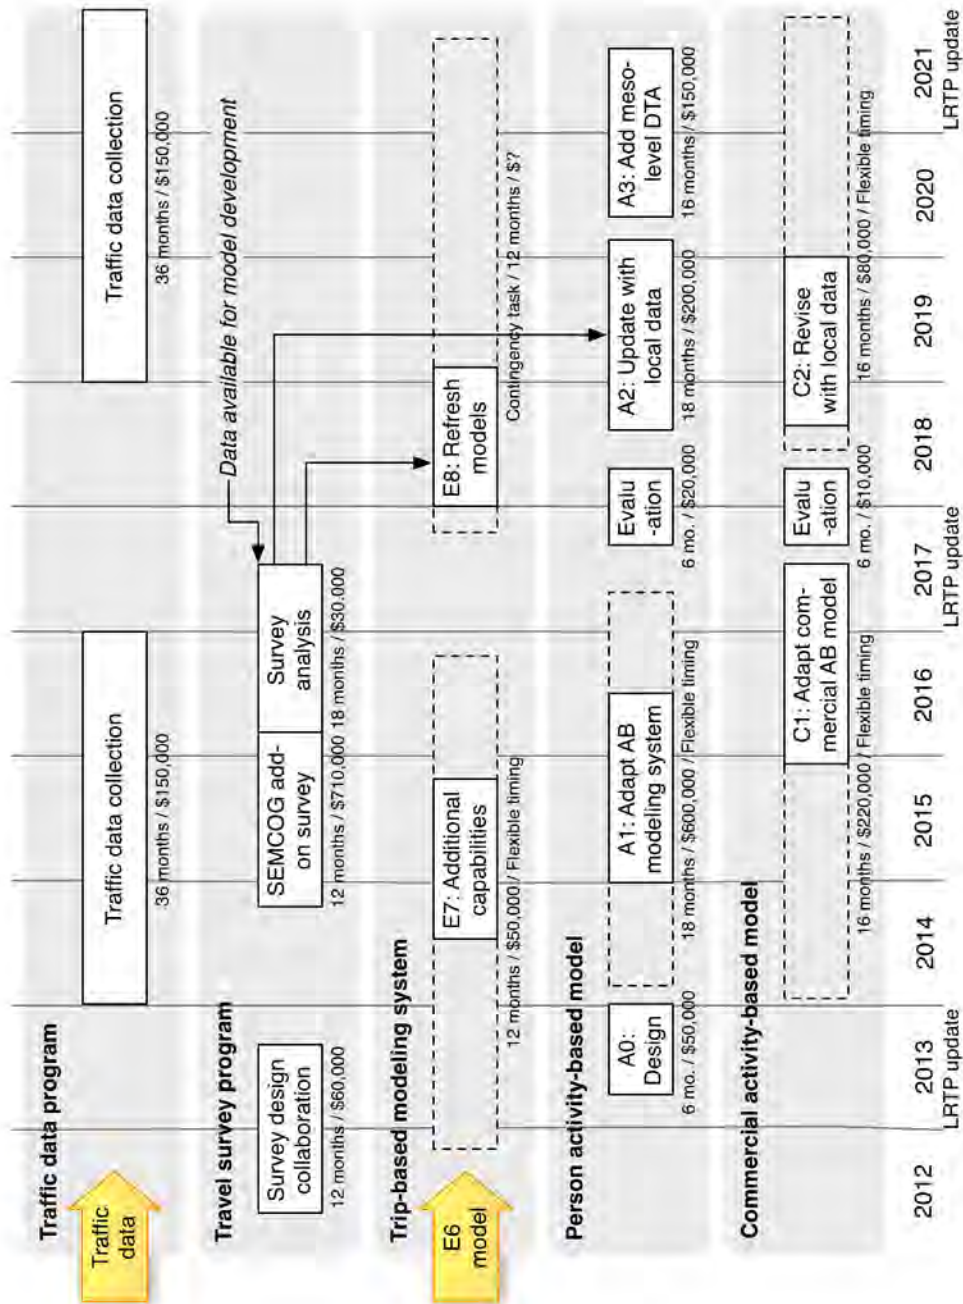 Traffic data program
Traffic
data
Traffic data collection
36 months / $150,000
Traffic data collection
36 months / $150,000
Travel survey program
Survey design
collaboration
12 months / $60,000
SEMCOG add-
on survey
12 months / $710,000
Survey
analysis
18 months / $30.000
Data available for model development
Trip-based modeling system
E6
model
E7: Additional
capabilities
12 months / $50,000 / Flexible timing
E8: Refresh
models
Contingency task / 12 months / $?
Person activity-based model
A0:
Design
6 mo. / $50,000
A1: Adapt AB
modeling system
18 months / $600,000 / Flexible timing
Evalu
-ation
6 mo. / $20,000
A2: Update with
local data
18 months / $200,000
A3: Add meso-
level DTA
16 months / $150,000
Commercial activity-based model
C1: Adapt com-
mercial AB model
16 months / $220,000 / Flexible timing
Evalu
-ation
6 mo. / $10,000
C2: Revise
with local data
16 months / $80,000 / Flexible timing
2012
2013
2014
2015
2016
2017
2018
2019
2020
2021
LRTP update
LRTP update
LRTP update